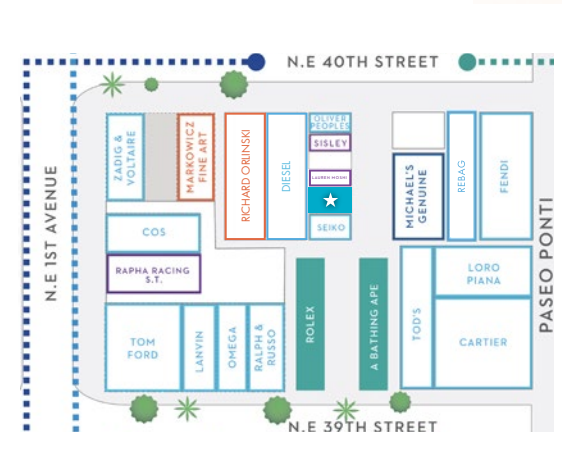 N.E 40TH STREET
ZADIG &
VOLTAIRE
MARKOWICZ
FINE ART
RICHARD ORLINSKI
DIESEL
OLIVER
PEOPLES
SISLEY
LAUREN MOSHI
SEIKO
MICHAEL'S
GENUINE
REBAG
FENDI
N.E 1ST AVENUE
PASEO PONTI
COS
RAPHA RACING
S.T.
TOM
FORD
LANVIN
OMEGA
RALPH &
RUSSO
ROLEX
A BATHING APE
TOD'S
LORO
PIANA
CARTIER
N.E 39TH STREET